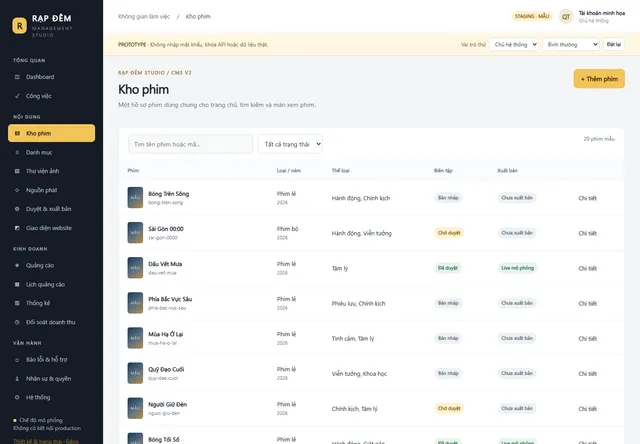 R
RẠP ĐÊM
MANAGEMENT
STUDIO
TỔNG QUAN
Dashboard
Công việc
NỘI DUNG
Kho phim
Danh mục
Thư viện ảnh
Nguồn phát
Duyệt & xuất bản
Giao diện website
KINH DOANH
Quảng cáo
Lịch quảng cáo
Thống kê
Đối soát doanh thu
VẬN HÀNH
Báo lỗi & hỗ trợ
Nhân sự & quyền
Hệ thống
Chế độ mô phỏng
Không có kết nối production
Không gian làm việc / Kho phim
STAGING · MẪU
QT
Tài khoản minh họa
Chủ hệ thống
PROTOTYPE · Không nhập mật khẩu, khóa API hoặc dữ liệu thật.
Vai trò thử
Chủ hệ thống
Bình thường
Đặt lại
RẠP ĐÊM STUDIO / CMS V2
Kho phim
Một hồ sơ phim dùng chung cho trang chủ, tìm kiếm và màn xem phim.
+ Thêm phim
Tìm tên phim hoặc mã...
Tất cả trạng thái
20 phim mẫu
Phim Loại / năm Thể loại Biên tập Xuất bản
Bóng Trên Sông
bong-tren-song
Phim lẻ
2026
Hành động, Chính kịch
Bản nháp
Chưa xuất bản
Chi tiết
Sài Gòn 00:00
sai-gon-0000
Phim bộ
2026
Hành động, Viễn tưởng
Chờ duyệt
Chưa xuất bản
Chi tiết
Dấu Vết Mưa
dau-vet-mua
Phim lẻ
2026
Tâm lý
Đã duyệt
Live mô phỏng
Chi tiết
Phía Bắc Vực Sâu
phia-bac-vuc-sau
Phim lẻ
2026
Phiêu lưu, Chính kịch
Bản nháp
Chưa xuất bản
Chi tiết
Mùa Hạ Ở Lại
mua-ha-o-lai
Phim lẻ
2026
Tình cảm, Tâm lý
Bản nháp
Chưa xuất bản
Chi tiết
Quỹ Đạo Cuối
quy-dao-cuoi
Phim lẻ
2026
Viễn tưởng, Khoa học
Bản nháp
Chưa xuất bản
Chi tiết
Người Giữ Đèn
nguoi-giu-den
Phim lẻ
2026
Chính kịch, Tâm lý
Chờ duyệt
Chưa xuất bản
Chi tiết
Bóng Tối Số
Phim lẻ